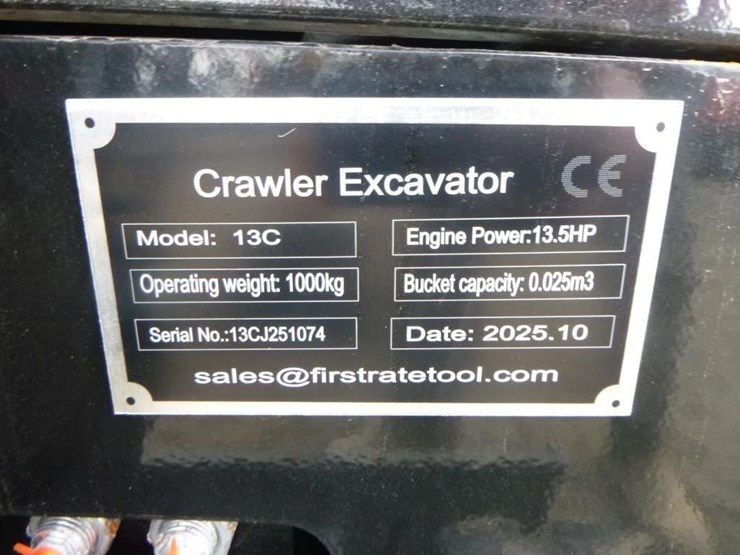 Crawler Excavator CE
Model: 13C
Engine Power:13.5HP
Operating weight: 1000kg
Bucket capacity: 0.025m3
Serial No.:13CJ251074
Date: 2025.10
sales@firstratetool.com